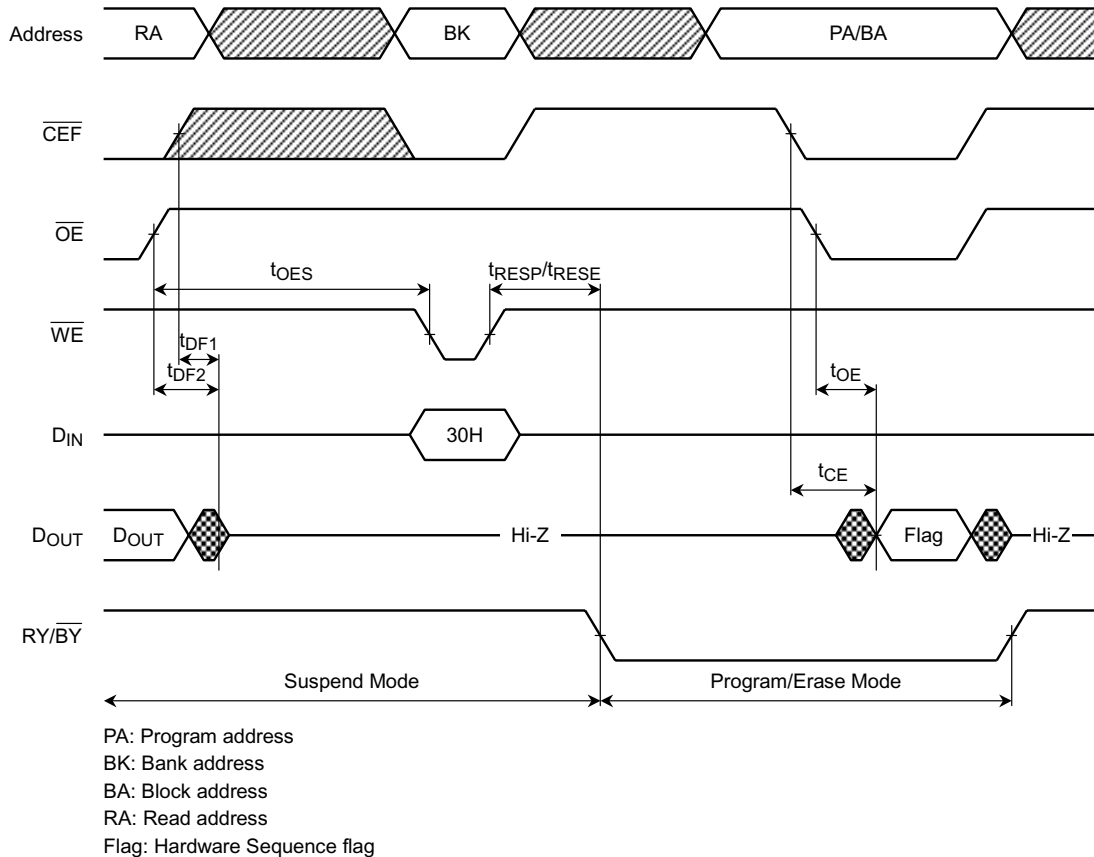 Address RA BK PA/BA
CEF
OE
tOES tRESP/tRESE
WE
tDF1
tDF2 tOE
DIN 30H
tCE
DOUT DOUT Hi-Z Flag Hi-Z
RY/BY
Suspend Mode Program/Erase Mode
PA: Program address
BK: Bank address
BA: Block address
RA: Read address
Flag: Hardware Sequence flag